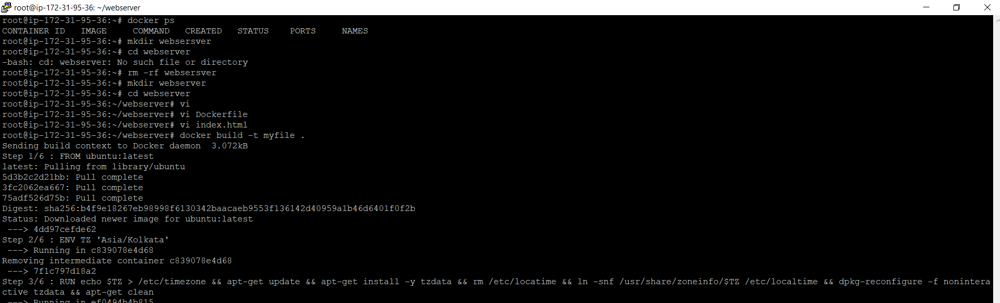 root@ip-172-31-95-36: ~/webserver
root@ip-172-31-95-36:~# docker ps
CONTAINER ID   IMAGE     COMMAND   CREATED   STATUS    PORTS     NAMES
root@ip-172-31-95-36:~# mkdir websersver
root@ip-172-31-95-36:~# cd webserver
-bash: cd: webserver: No such file or directory
root@ip-172-31-95-36:~# rm -rf websersver
root@ip-172-31-95-36:~# mkdir webserver
root@ip-172-31-95-36:~# cd webserver
root@ip-172-31-95-36:~/webserver# vi
root@ip-172-31-95-36:~/webserver# vi Dockerfile
root@ip-172-31-95-36:~/webserver# vi index.html
root@ip-172-31-95-36:~/webserver# docker build -t myfile .
Sending build context to Docker daemon  3.072kB
Step 1/6 : FROM ubuntu:latest
latest: Pulling from library/ubuntu
5d3b2c2d21bb: Pull complete
3fc2062ea667: Pull complete
75adf526d75b: Pull complete
Digest: sha256:b4f9e18267eb98998f6130342baacaeb9553f136142d40959a1b46d6401f0f2b
Status: Downloaded newer image for ubuntu:latest
 ---> 4dd97cefde62
Step 2/6 : ENV TZ 'Asia/Kolkata'
 ---> Running in c839078e4d68
Removing intermediate container c839078e4d68
 ---> 7f1c797d18a2
Step 3/6 : RUN echo $TZ > /etc/timezone && apt-get update && apt-get install -y tzdata && rm /etc/locatime && ln -snf /usr/share/zoneinfo/$TZ /etc/localtime && dpkg-reconfigure -f nonintera
ctive tzdata && apt-get clean
 ---> Running in ef0494b4b815